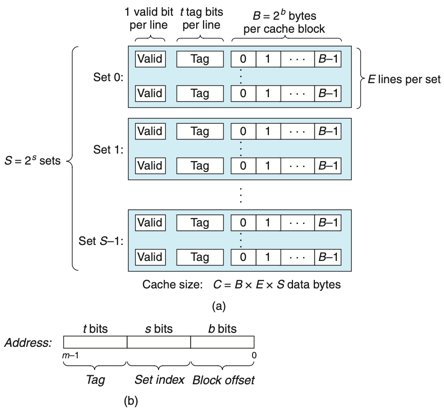 1 valid bit per line
t tag bits per line
B = 2^b bytes per cache block
Set 0:
Valid Tag 0 1 · · · B–1
Valid Tag 0 1 · · · B–1
E lines per set
S = 2^s sets
Set 1:
Valid Tag 0 1 · · · B–1
Valid Tag 0 1 · · · B–1
Set S–1:
Valid Tag 0 1 · · · B–1
Valid Tag 0 1 · · · B–1
Cache size: C = B × E × S data bytes
(a)
t bits s bits b bits
Address:
m–1 0
Tag Set index Block offset
(b)